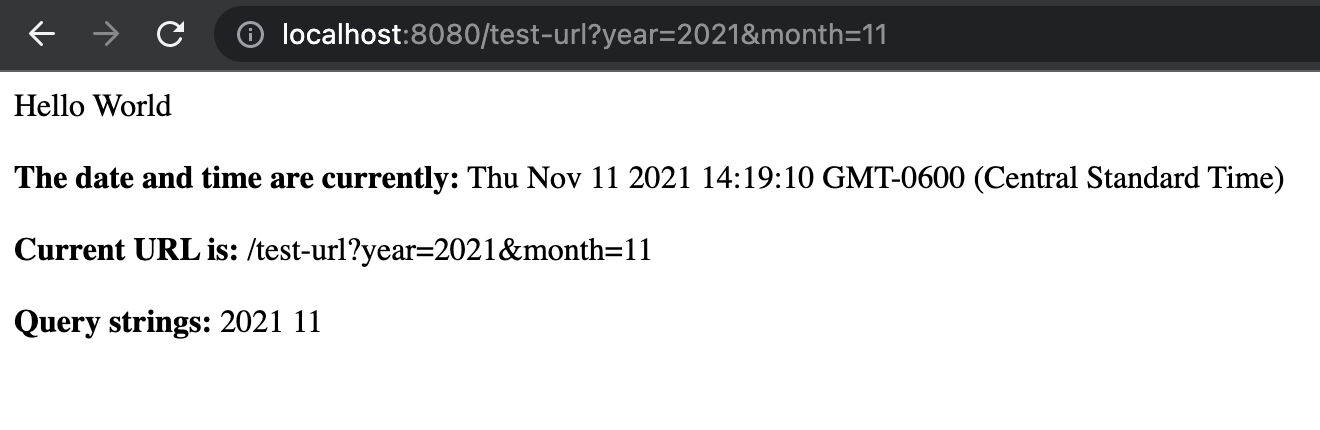 localhost:8080/test-url?year=2021&month=11
Hello World
The date and time are currently: Thu Nov 11 2021 14:19:10 GMT-0600 (Central Standard Time)
Current URL is: /test-url?year=2021&month=11
Query strings: 2021 11